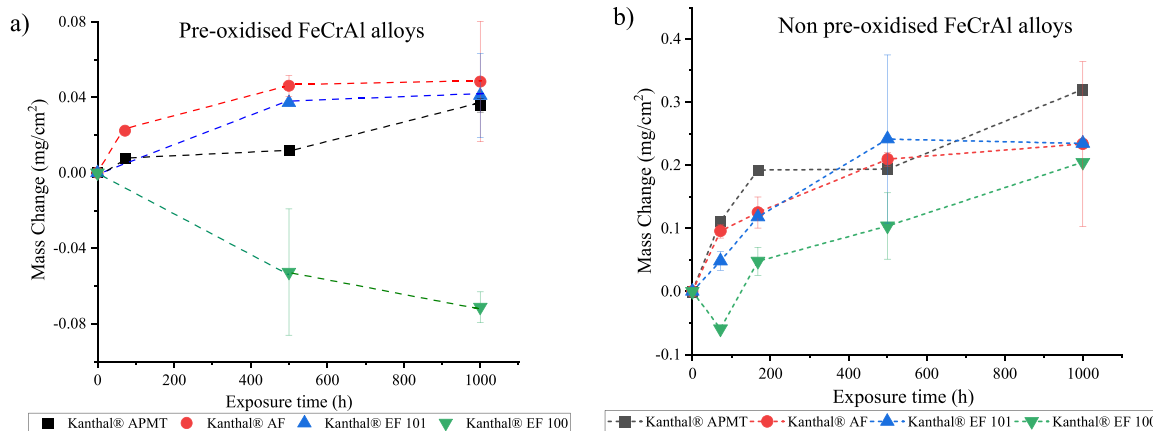 a)
Pre-oxidised FeCrAl alloys
0.08
0.04
0.00
-0.04
-0.08
Mass Change (mg/cm²)
0 200 400 600 800 1000
Exposure time (h)
Kanthal® APMT Kanthal® AF Kanthal® EF 101 Kanthal® EF 100
b)
Non pre-oxidised FeCrAl alloys
0.4
0.3
0.2
0.1
0.0
-0.1
Mass Change (mg/cm²)
0 200 400 600 800 1000
Exposure time (h)
Kanthal® APMT Kanthal® AF Kanthal® EF 101 Kanthal® EF 100